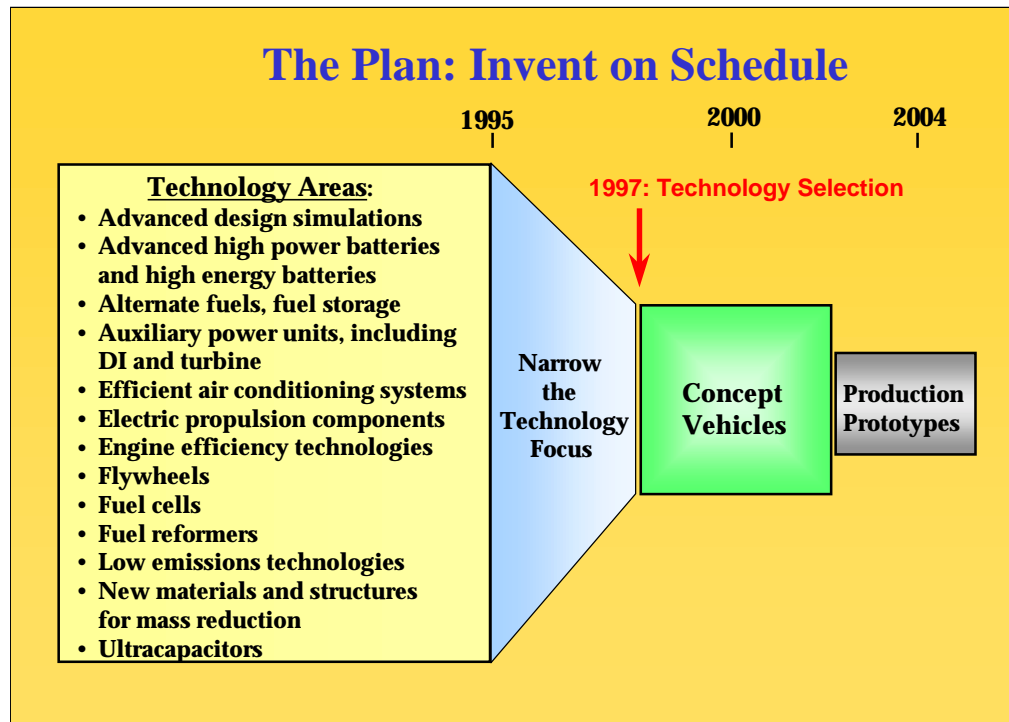 The Plan: Invent on Schedule
1995
2000
2004
1997: Technology Selection
Technology Areas:
• Advanced design simulations
• Advanced high power batteries
and high energy batteries
• Alternate fuels, fuel storage
• Auxiliary power units, including
DI and turbine
• Efficient air conditioning systems
• Electric propulsion components
• Engine efficiency technologies
• Flywheels
• Fuel cells
• Fuel reformers
• Low emissions technologies
• New materials and structures
for mass reduction
• Ultracapacitors
Narrow
the
Technology
Focus
Concept
Vehicles
Production
Prototypes